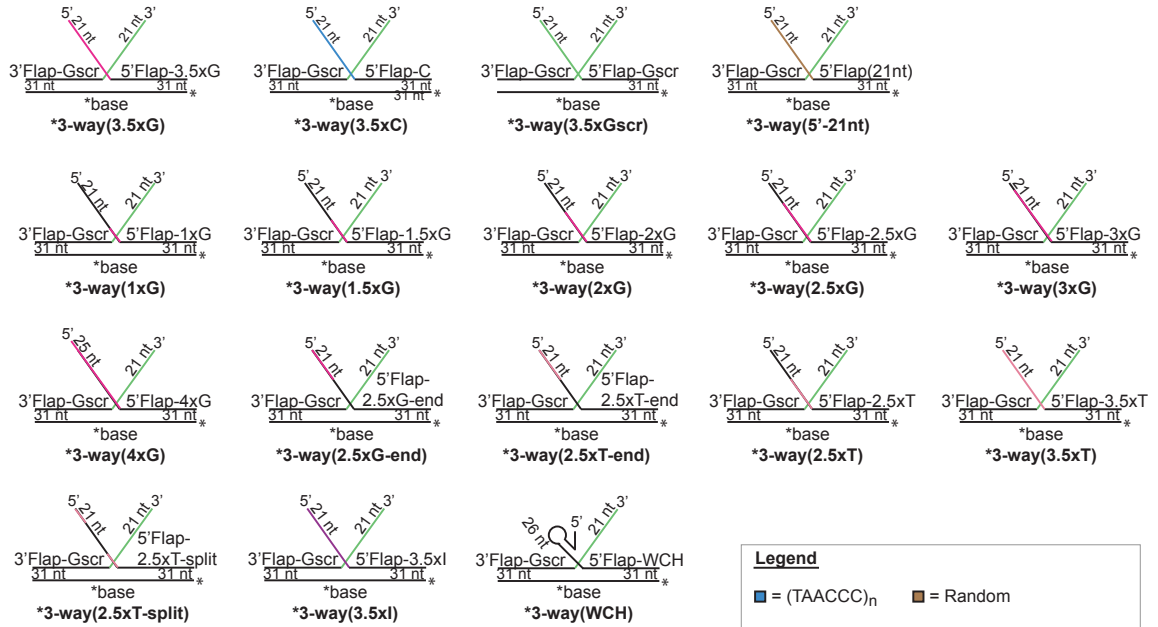 5’ 21 nt 21 nt 3’
3’Flap-Gscr 5’Flap-3.5xG
31 nt 31 nt *
*base
*3-way(3.5xG)
5’ 21 nt 21 nt 3’
3’Flap-Gscr 5’Flap-C
31 nt 31 nt
31 nt *
*base
*3-way(3.5xC)
5’ 21 nt 21 nt 3’
3’Flap-Gscr 5’Flap-Gscr
31 nt *
*base
*3-way(3.5xGscr)
5’ 21 nt 21 nt 3’
3’Flap-Gscr 5’Flap(21nt)
31 nt 31 nt *
*base
*3-way(5’-21nt)
5’ 21 nt 21 nt 3’
3’Flap-Gscr 5’Flap-1xG
31 nt 31 nt *
*base
*3-way(1xG)
5’ 21 nt 21 nt 3’
3’Flap-Gscr 5’Flap-1.5xG
31 nt 31 nt *
*base
*3-way(1.5xG)
5’ 21 nt 21 nt 3’
3’Flap-Gscr 5’Flap-2xG
31 nt 31 nt *
*base
*3-way(2xG)
5’ 21 nt 21 nt 3’
3’Flap-Gscr 5’Flap-2.5xG
31 nt 31 nt *
*base
*3-way(2.5xG)
5’ 21 nt 21 nt 3’
3’Flap-Gscr 5’Flap-3xG
31 nt 31 nt *
*base
*3-way(3xG)
5’ 25 nt 21 nt 3’
3’Flap-Gscr 5’Flap-4xG
31 nt 31 nt *
*base
*3-way(4xG)
5’ 21 nt 21 nt 3’
5’Flap-
3’Flap-Gscr 2.5xG-end
31 nt 31 nt *
*base
*3-way(2.5xG-end)
5’ 21 nt 21 nt 3’
5’Flap-
3’Flap-Gscr 2.5xT-end
31 nt 31 nt *
*base
*3-way(2.5xT-end)
5’ 21 nt 21 nt 3’
3’Flap-Gscr 5’Flap-2.5xT
31 nt 31 nt *
*base
*3-way(2.5xT)
5’ 21 nt 21 nt 3’
3’Flap-Gscr 5’Flap-3.5xT
31 nt 31 nt *
*base
*3-way(3.5xT)
5’ 21 nt 21 nt 3’
5’Flap-
3’Flap-Gscr 2.5xT-split
31 nt 31 nt *
*base
*3-way(2.5xT-split)
5’ 21 nt 21 nt 3’
3’Flap-Gscr 5’Flap-3.5xI
31 nt 31 nt *
*base
*3-way(3.5xI)
26 nt 5’ 21 nt 3’
3’Flap-Gscr 5’Flap-WCH
31 nt 31 nt *
*base
*3-way(WCH)
Legend
= (TAACCC)n = Random